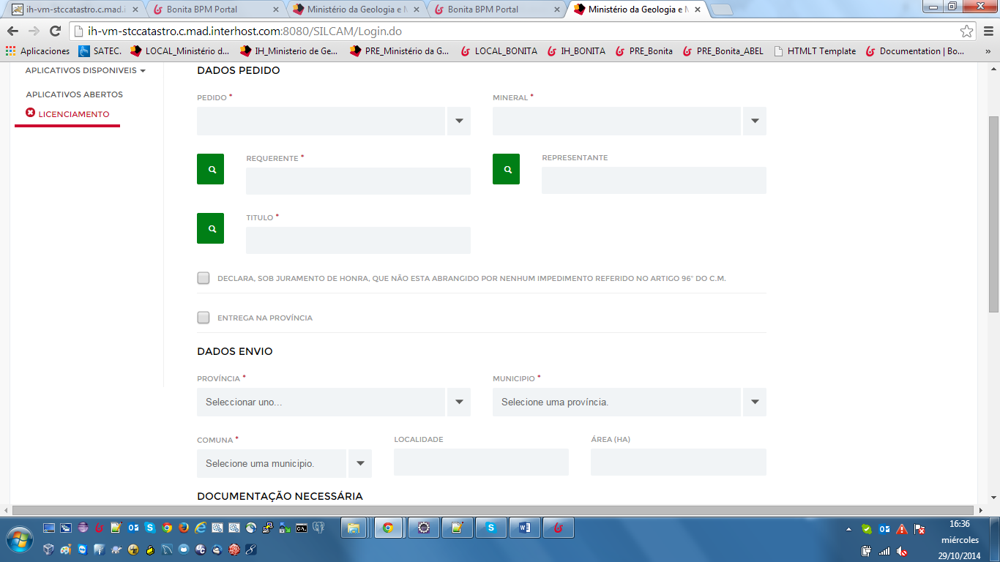 ih-vm-stccatastro.c.mad.i
Bonita BPM Portal
Ministério da Geologia e M
Bonita BPM Portal
Ministério da Geologia e M
ih-vm-stccatastro.c.mad.interhost.com:8080/SILCAM/Login.do
Aplicaciones
SATEC.
LOCAL_Ministério d...
IH_Ministerio de Ge...
PRE_Ministério da G...
LOCAL_BONITA
IH_BONITA
PRE_Bonita
PRE_Bonita_ABEL
HTMLT Template
Documentation | Bo...
»
APLICATIVOS DISPONIVEIS
APLICATIVOS ABERTOS
LICENCIAMENTO
DADOS PEDIDO
PEDIDO *
MINERAL *
REQUERENTE *
REPRESENTANTE
TITULO *
DECLARA, SOB JURAMENTO DE HONRA, QUE NÃO ESTA ABRANGIDO POR NENHUM IMPEDIMENTO REFERIDO NO ARTIGO 96º DO C.M.
ENTREGA NA PROVÍNCIA
DADOS ENVIO
PROVÍNCIA *
MUNICIPIO *
Seleccionar uno...
Selecione uma província.
COMUNA *
LOCALIDADE
ÁREA (HA)
Selecione uma municipio.
DOCUMENTAÇÃO NECESSÁRIA
16:36
miércoles
29/10/2014